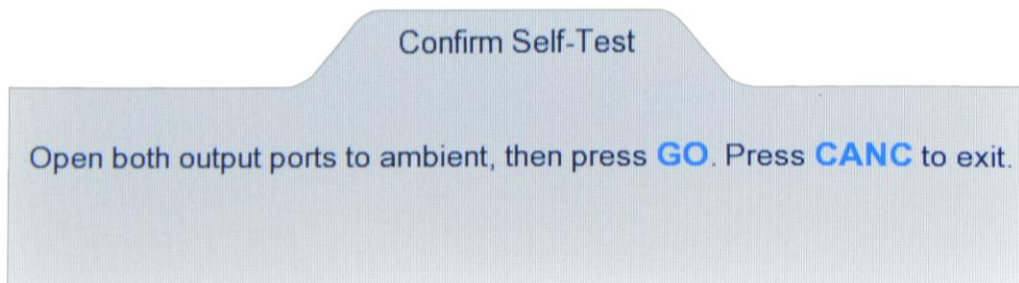 Confirm Self-Test
Open both output ports to ambient, then press GO. Press CANC to exit.